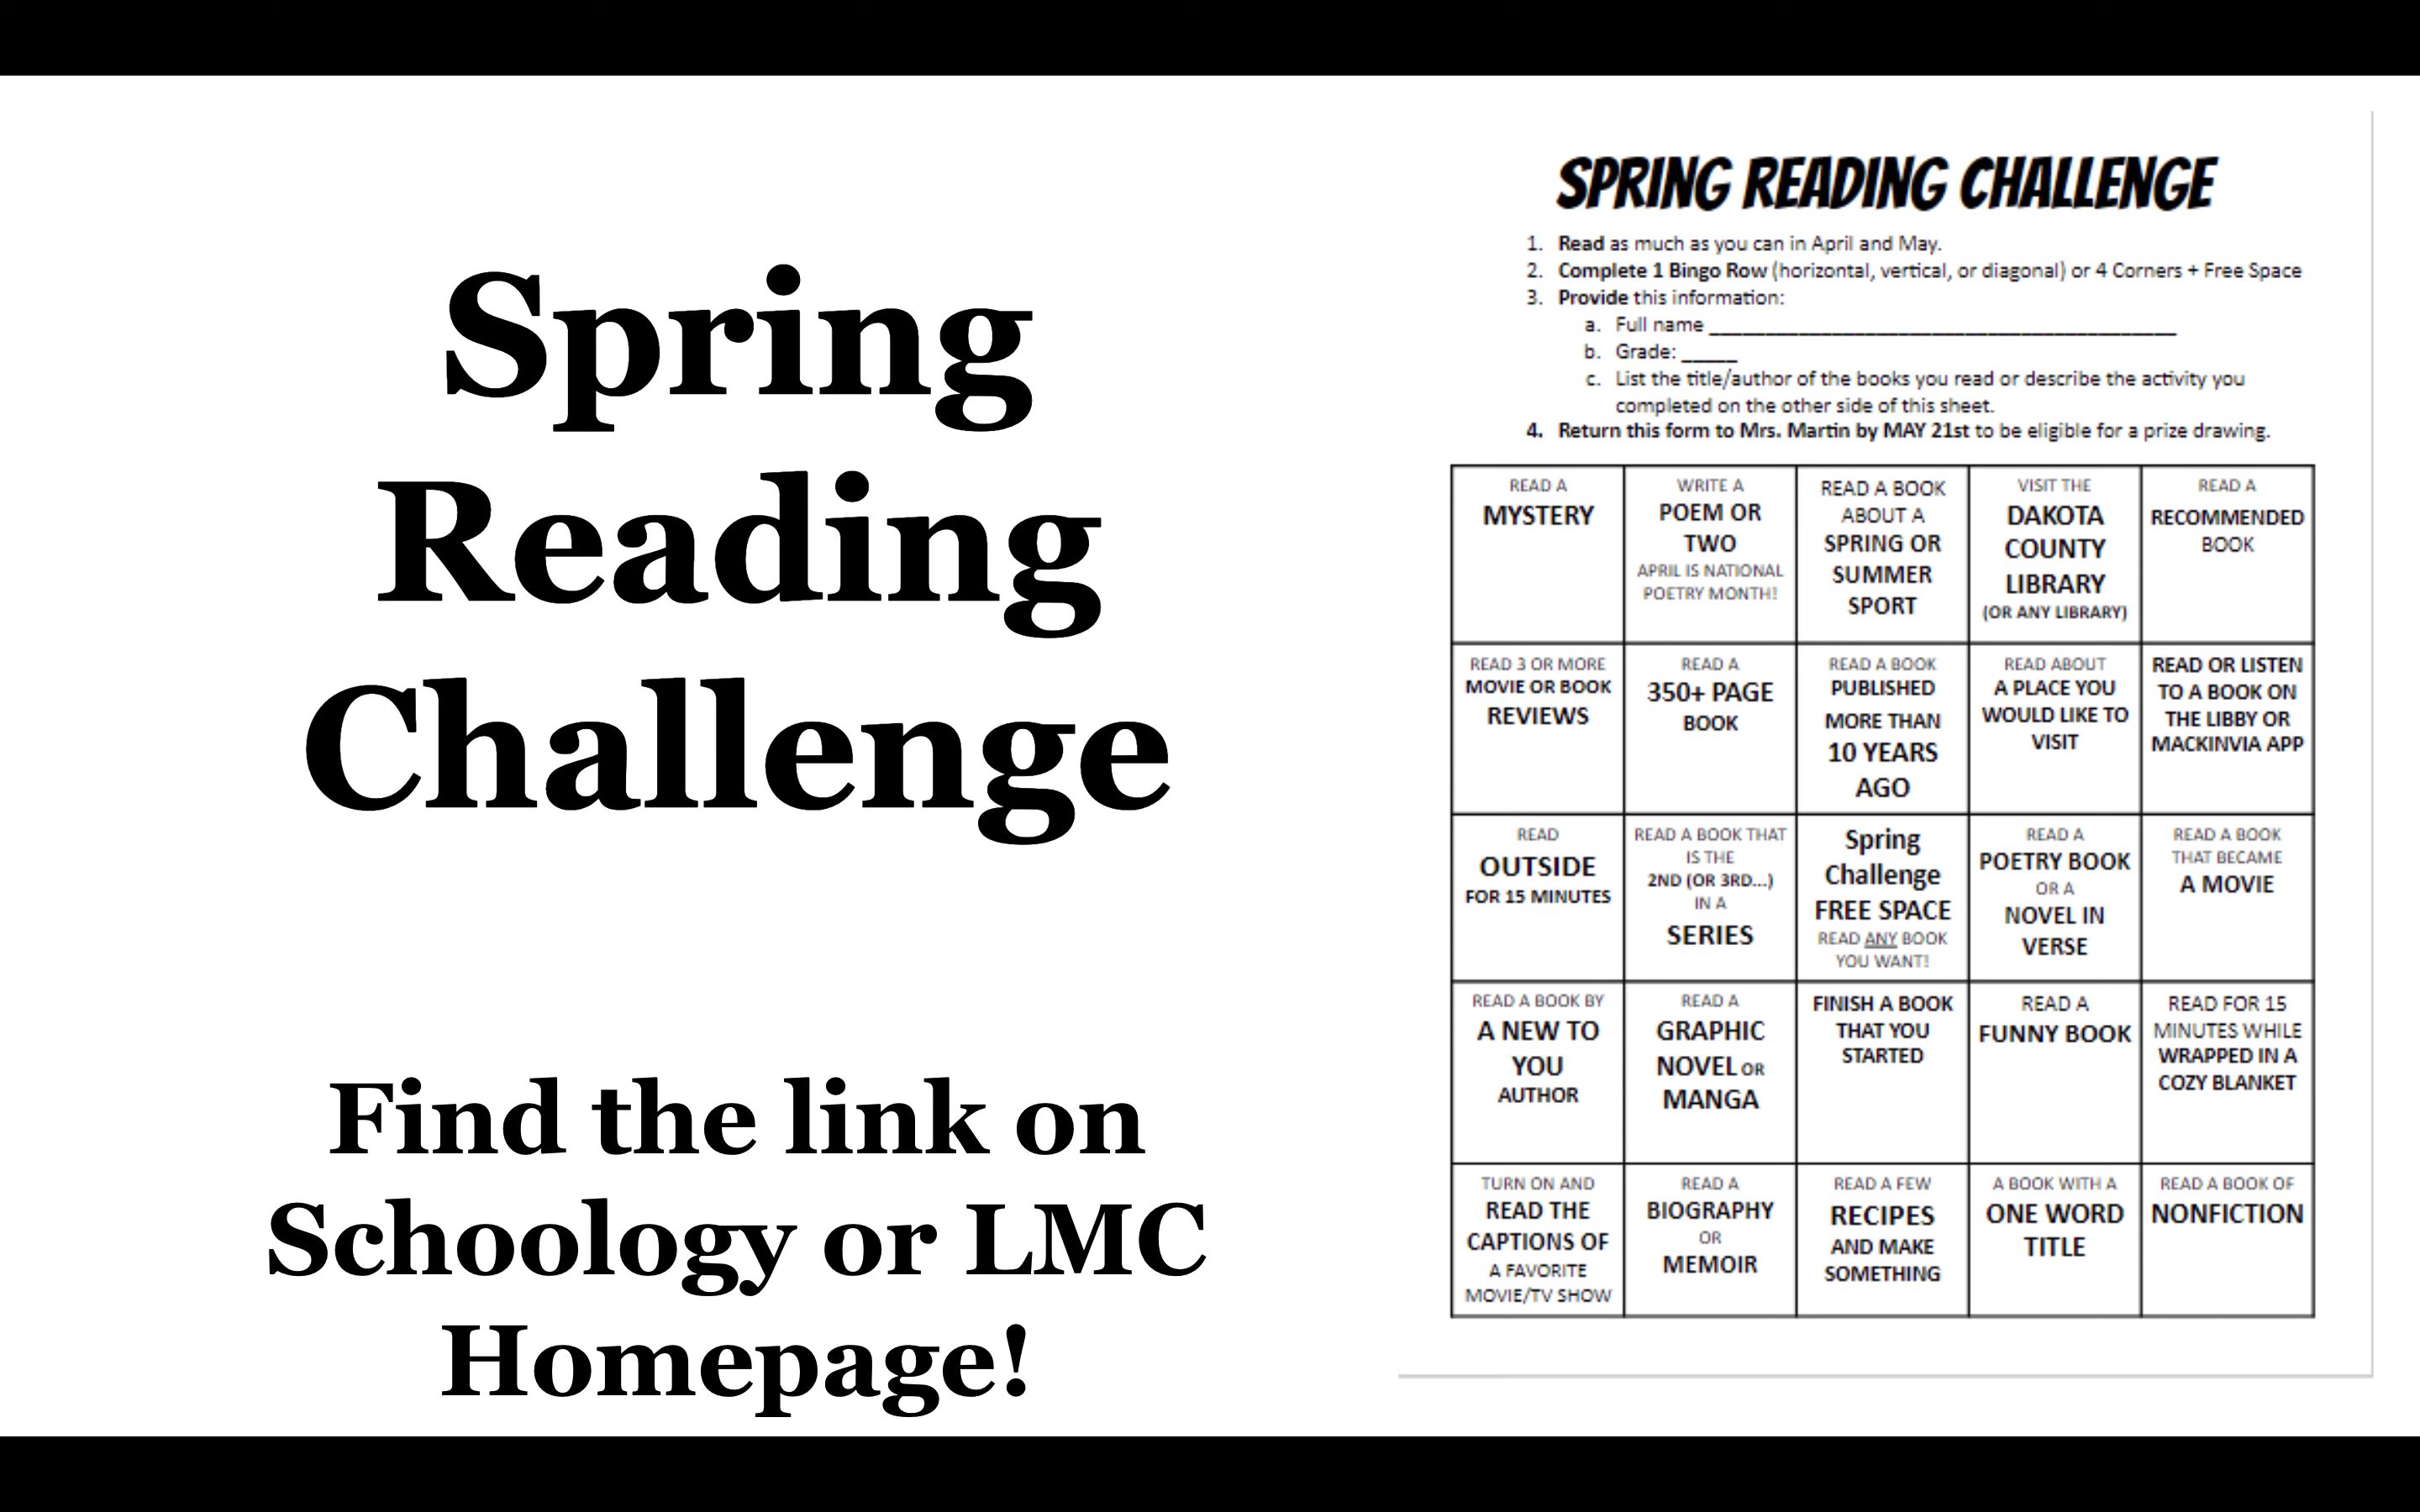 Spring
Reading
Challenge
Find the link on
Schoology or LMC
Homepage!
SPRING READING CHALLENGE
1. Read as much as you can in April and May.
2. Complete 1 Bingo Row (horizontal, vertical, or diagonal) or 4 Corners + Free Space
3. Provide this information:
a. Full name ___________________________________________
b. Grade: _____
c. List the title/author of the books you read or describe the activity you
completed on the other side of this sheet.
4. Return this form to Mrs. Martin by MAY 21st to be eligible for a prize drawing.
READ A
MYSTERY
WRITE A
POEM OR
TWO
APRIL IS NATIONAL
POETRY MONTH!
READ A BOOK
ABOUT A
SPRING OR
SUMMER
SPORT
VISIT THE
DAKOTA
COUNTY
LIBRARY
(OR ANY LIBRARY)
READ A
RECOMMENDED
BOOK
READ 3 OR MORE
MOVIE OR BOOK
REVIEWS
READ A
350+ PAGE
BOOK
READ A BOOK
PUBLISHED
MORE THAN
10 YEARS
AGO
READ ABOUT
A PLACE YOU
WOULD LIKE TO
VISIT
READ OR LISTEN
TO A BOOK ON
THE LIBBY OR
MACKINVIA APP
READ
OUTSIDE
FOR 15 MINUTES
READ A BOOK THAT
IS THE
2ND (OR 3RD...)
IN A
SERIES
Spring
Challenge
FREE SPACE
READ ANY BOOK
YOU WANT!
READ A
POETRY BOOK
OR A
NOVEL IN
VERSE
READ A BOOK
THAT BECAME
A MOVIE
READ A BOOK BY
A NEW TO
YOU
AUTHOR
READ A
GRAPHIC
NOVEL OR
MANGA
FINISH A BOOK
THAT YOU
STARTED
READ A
FUNNY BOOK
READ FOR 15
MINUTES WHILE
WRAPPED IN A
COZY BLANKET
TURN ON AND
READ THE
CAPTIONS OF
A FAVORITE
MOVIE/TV SHOW
READ A
BIOGRAPHY
OR
MEMOIR
READ A FEW
RECIPES
AND MAKE
SOMETHING
A BOOK WITH A
ONE WORD
TITLE
READ A BOOK OF
NONFICTION